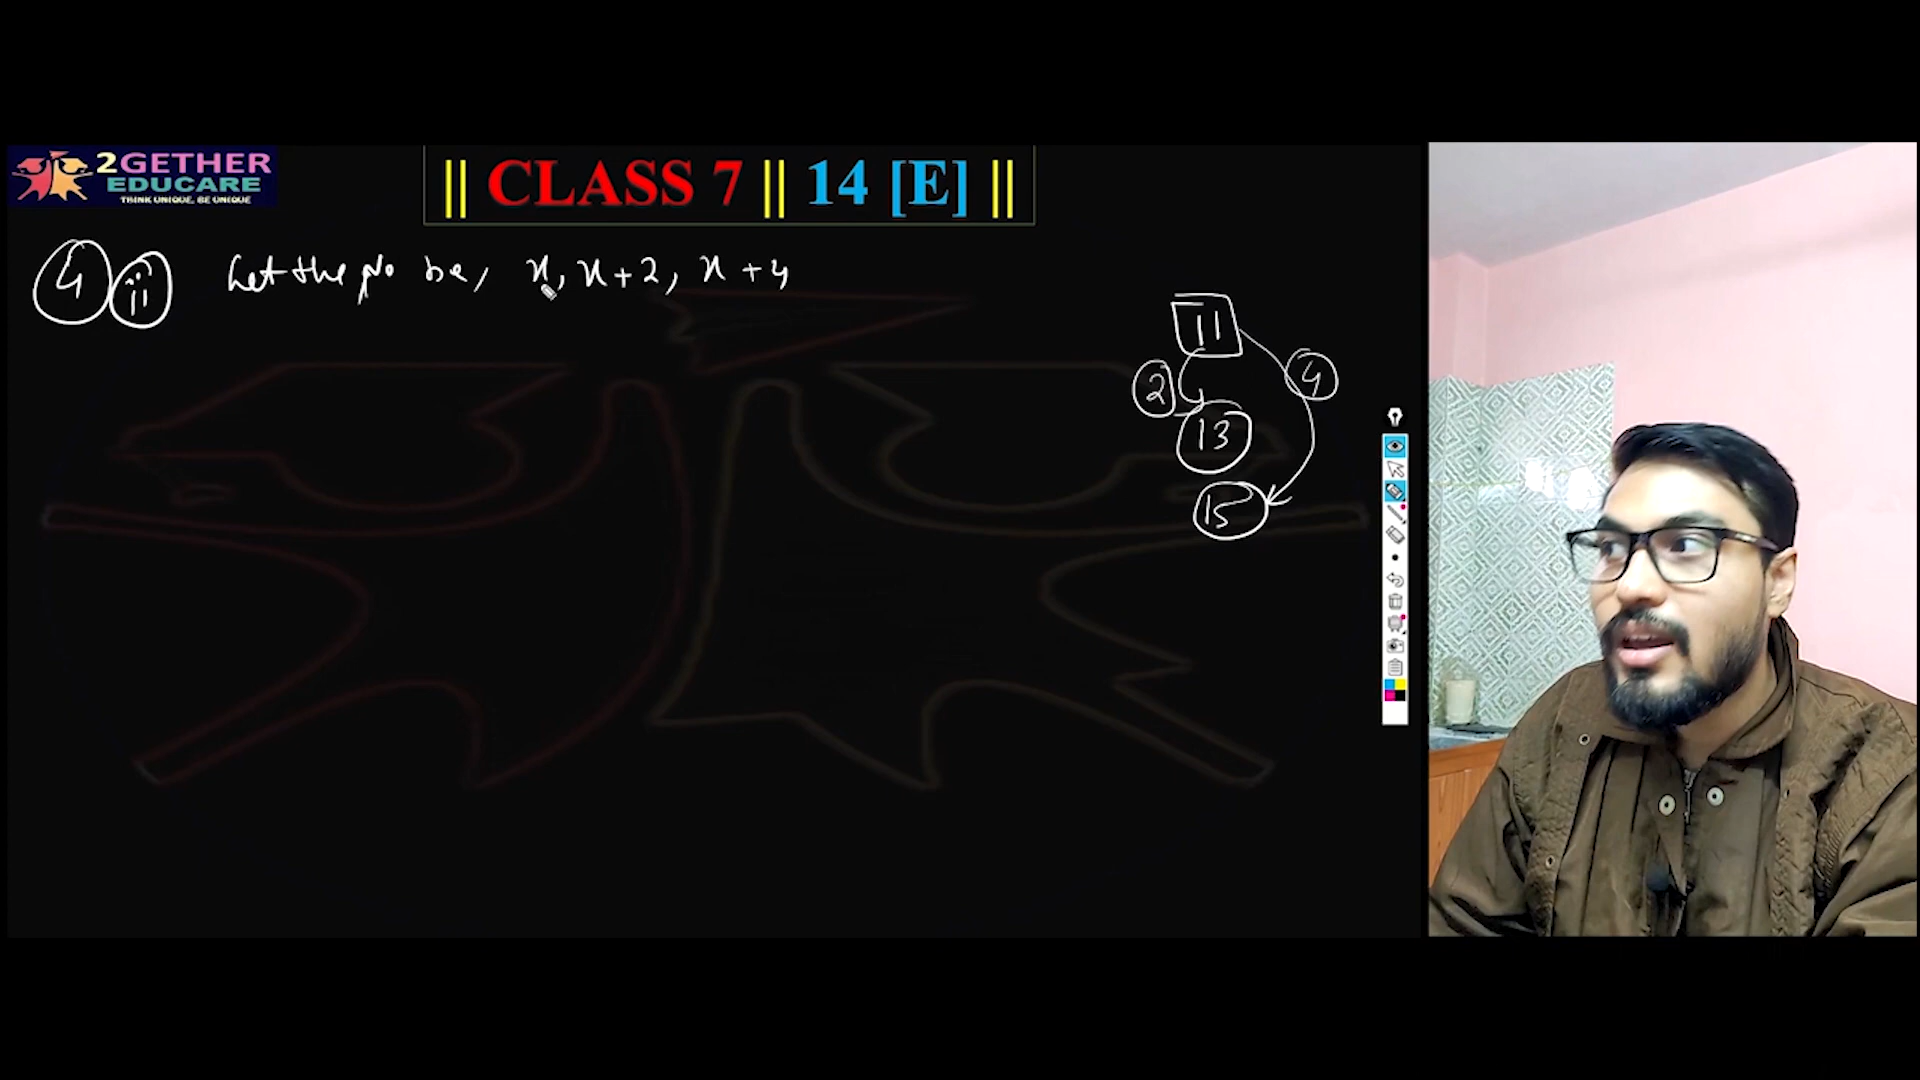 2GETHER
EDUCARE
THINK UNIQUE, BE UNIQUE
|| CLASS 7 || 14 [E] ||
4 ii Let the no be, x, x+2, x+4
11
2 4
13
15